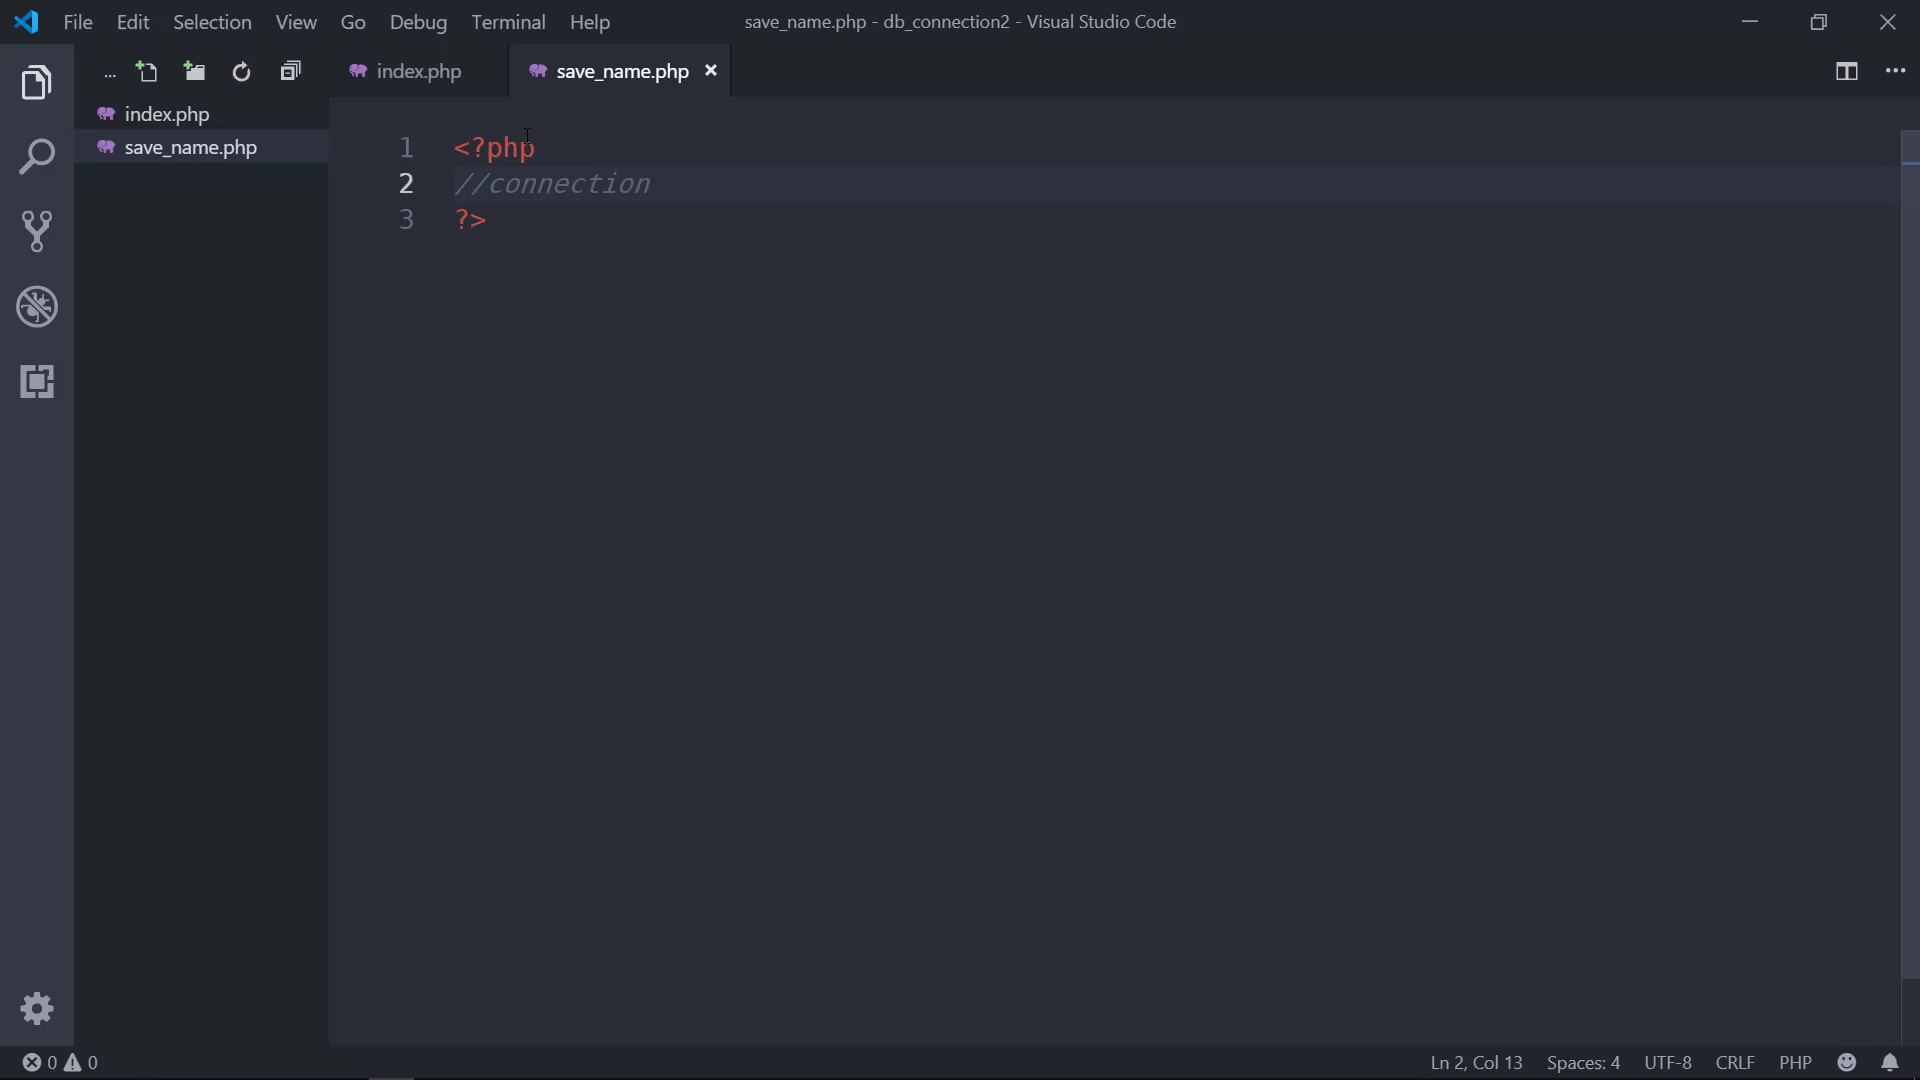 File Edit Selection View Go Debug Terminal Help
save_name.php - db_connection2 - Visual Studio Code
...
index.php
save_name.php
index.php
save_name.php
1 <?php
2 //connection
3 ?>
0 0
Ln 2, Col 13 Spaces: 4 UTF-8 CRLF PHP